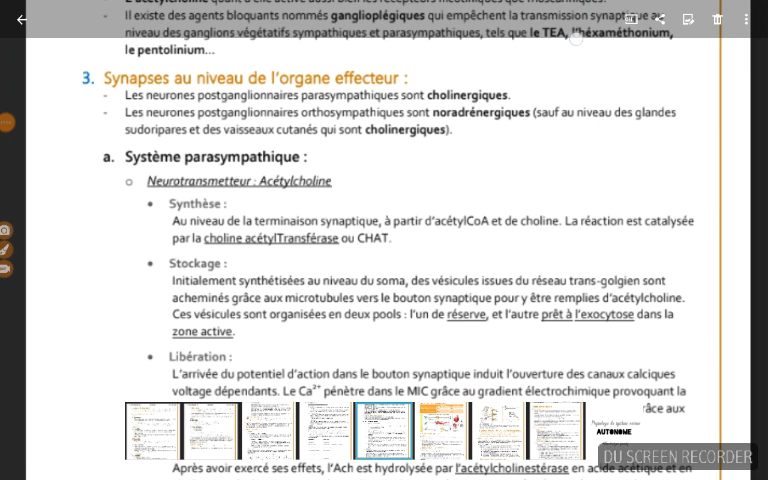 L'acétylcholine quant à elle active aussi bien les récepteurs nicotiniques que muscariniques.
- Il existe des agents bloquants nommés ganglioplégiques qui empêchent la transmission synaptique
niveau des ganglions végétatifs sympathiques et parasympathiques, tels que le TEA, l'héxaméthonium,
le pentolinium...
3. Synapses au niveau de l'organe effecteur :
- Les neurones postganglionnaires parasympathiques sont cholinergiques.
- Les neurones postganglionnaires orthosympathiques sont noradrénergiques (sauf au niveau des glandes
sudoripares et des vaisseaux cutanés qui sont cholinergiques).
a. Système parasympathique :
o Neurotransmetteur : Acétylcholine
• Synthèse :
Au niveau de la terminaison synaptique, à partir d'acétylCoA et de choline. La réaction est catalysée
par la choline acétylTransférase ou CHAT.
• Stockage :
Initialement synthétisées au niveau du soma, des vésicules issues du réseau trans-golgien sont
acheminés grâce aux microtubules vers le bouton synaptique pour y être remplies d'acétylcholine.
Ces vésicules sont organisées en deux pools : l'un de réserve, et l'autre prêt à l'exocytose dans la
zone active.
• Libération :
L'arrivée du potentiel d'action dans le bouton synaptique induit l'ouverture des canaux calciques
voltage dépendants. Le Ca²⁺ pénètre dans le MIC grâce au gradient électrochimique provoquant la
râce aux
AUTONOME
DU SCREEN RECORDER
Après avoir exercé ses effets, l'Ach est hydrolysée par l'acétylcholinestérase en acide acétique et en